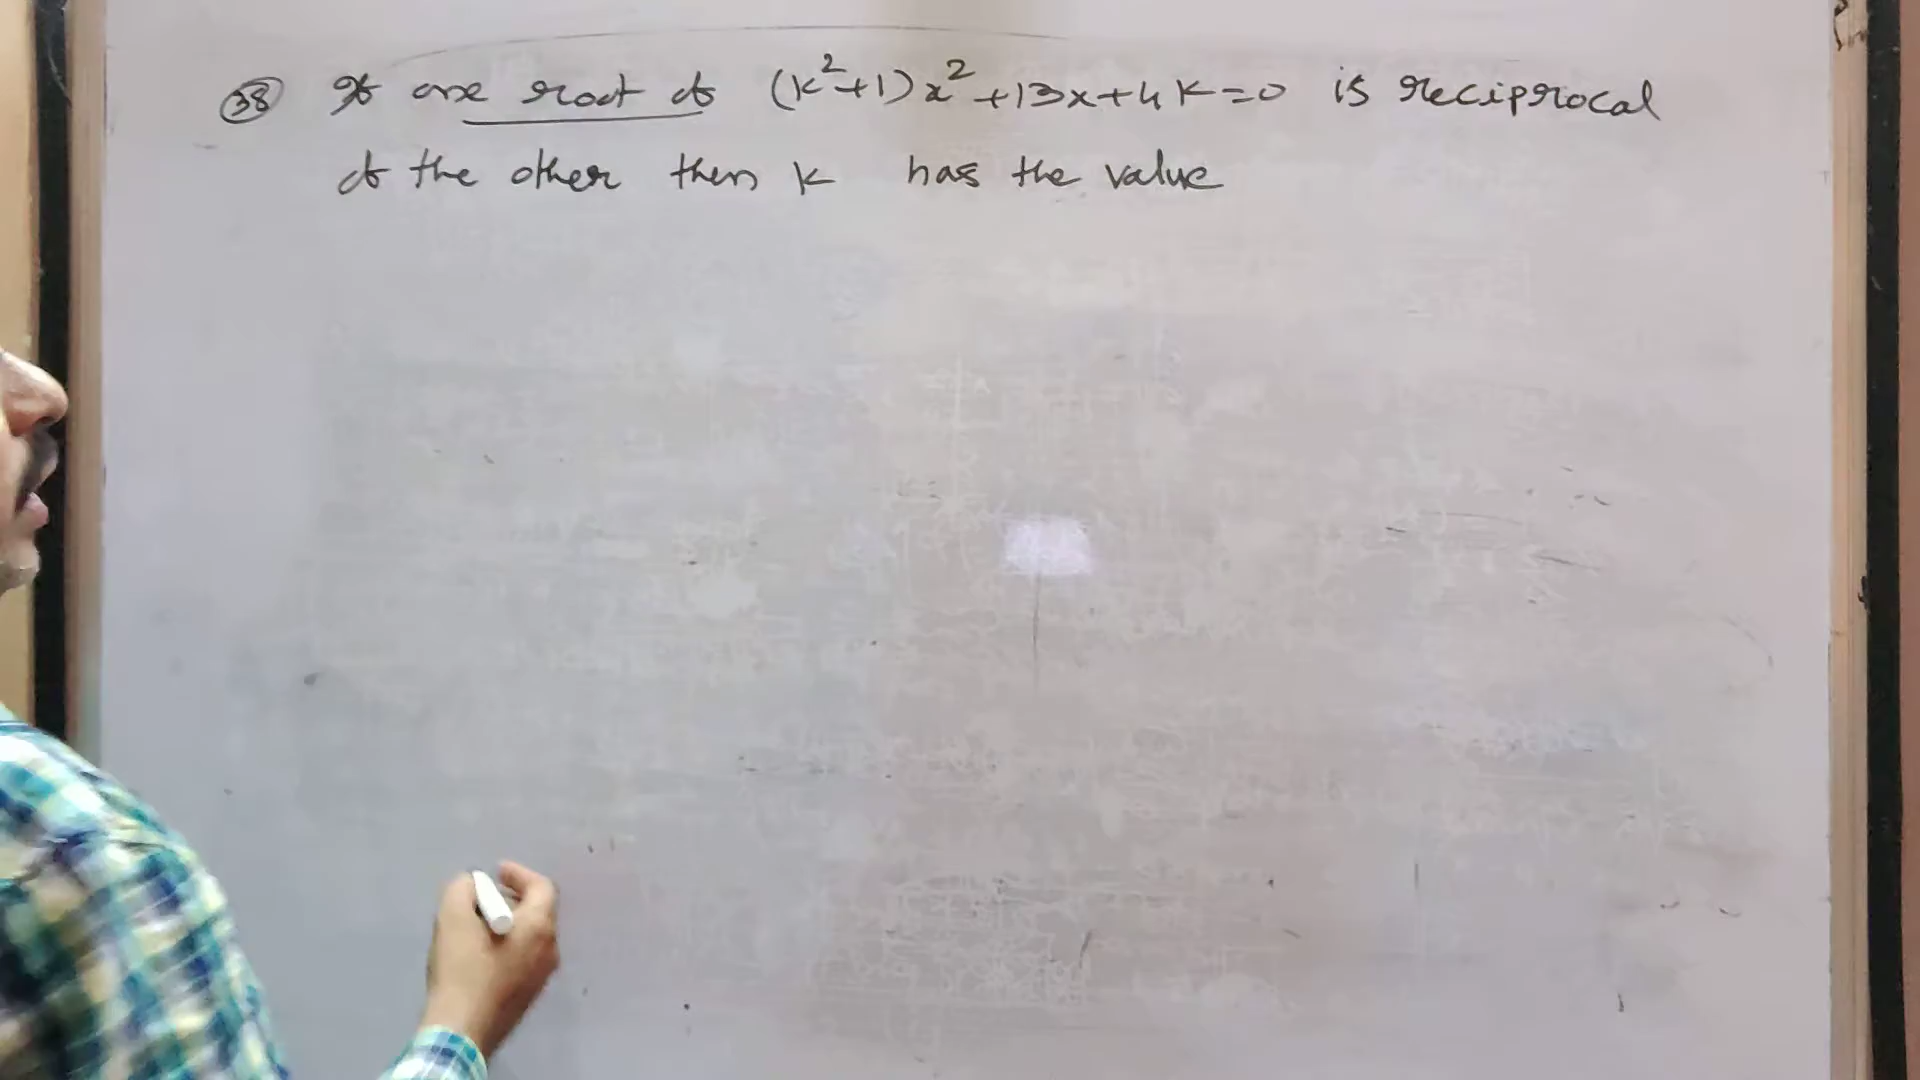 38 If one root of (k²+1)x²+13x+4k=0 is reciprocal
of the other then k has the value